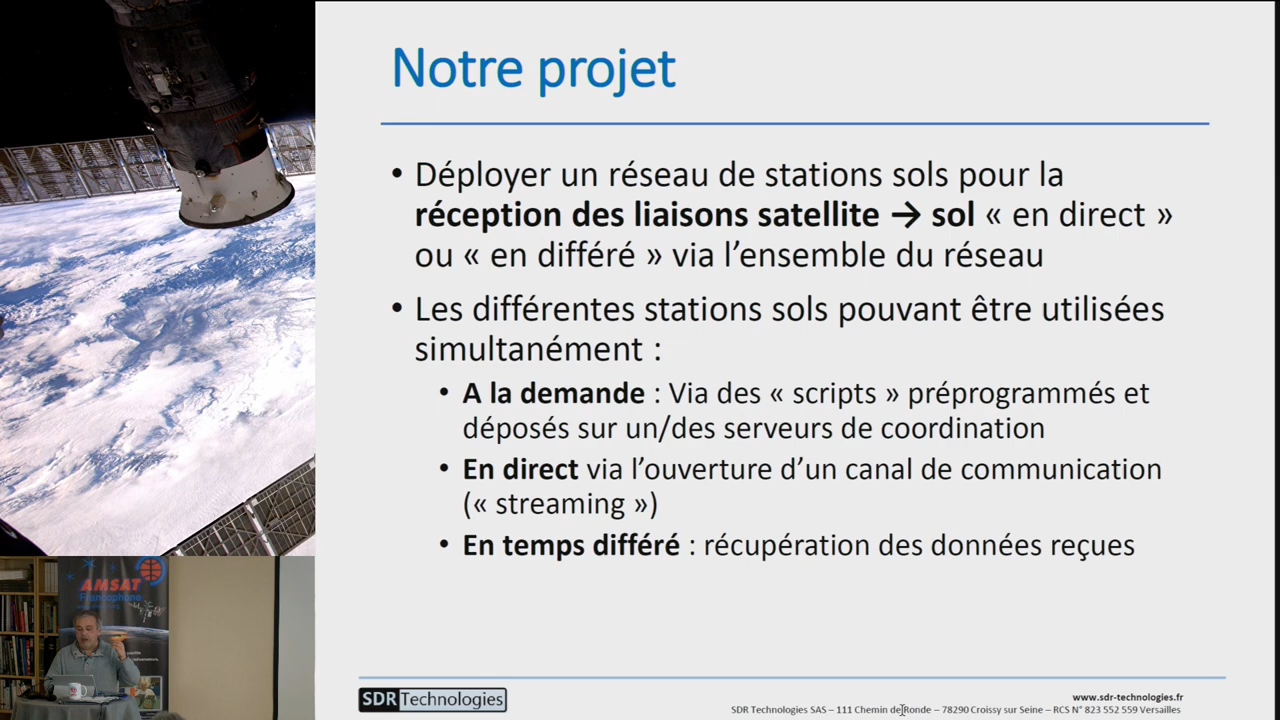 Notre projet
• Déployer un réseau de stations sols pour la
réception des liaisons satellite → sol « en direct »
ou « en différé » via l’ensemble du réseau
• Les différentes stations sols pouvant être utilisées
simultanément :
• A la demande : Via des « scripts » préprogrammés et
déposés sur un/des serveurs de coordination
• En direct via l’ouverture d’un canal de communication
(« streaming »)
• En temps différé : récupération des données reçues
AMSAT
Francophone
SDR Technologies
www.sdr-technologies.fr
SDR Technologies SAS – 111 Chemin de Ronde – 78290 Croissy sur Seine – RCS N° 823 552 559 Versailles